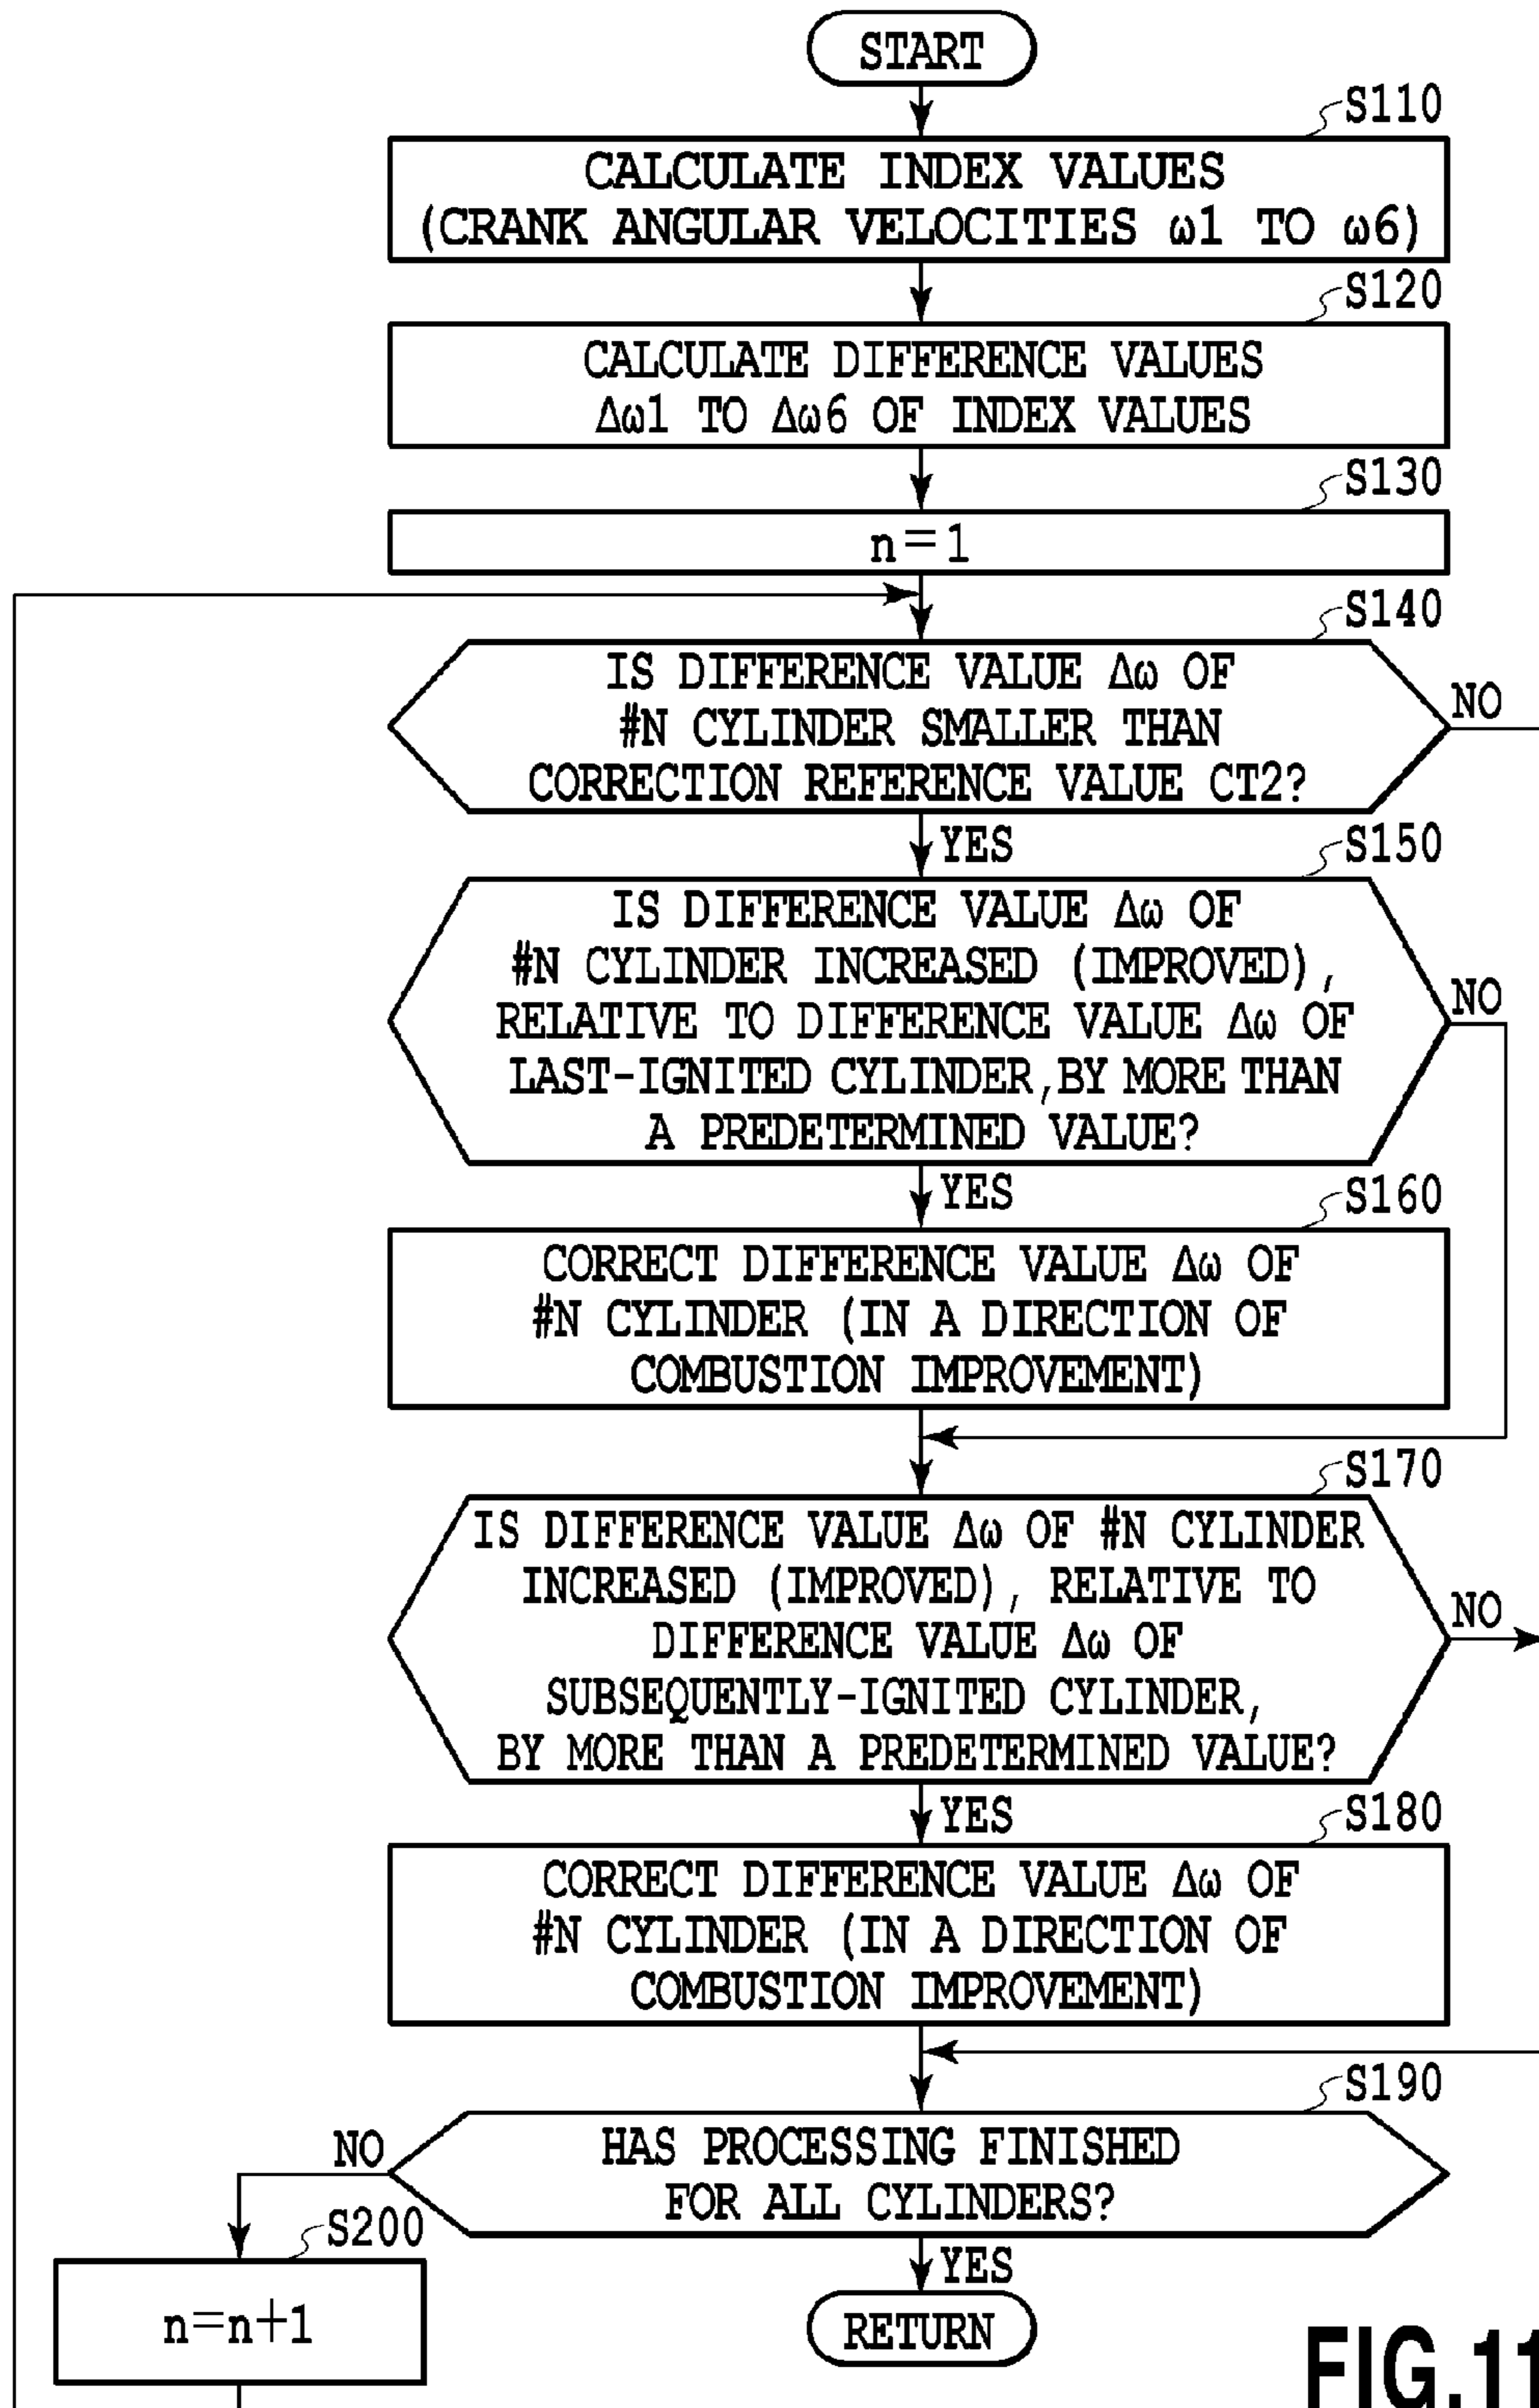 START
S110
CALCULATE INDEX VALUES
(CRANK ANGULAR VELOCITIES ω1 TO ω6)
S120
CALCULATE DIFFERENCE VALUES
Δω1 TO Δω6 OF INDEX VALUES
S130
n=1
S140
IS DIFFERENCE VALUE Δω OF
#N CYLINDER SMALLER THAN
CORRECTION REFERENCE VALUE CT2?
NO
YES
S150
IS DIFFERENCE VALUE Δω OF
#N CYLINDER INCREASED (IMPROVED),
RELATIVE TO DIFFERENCE VALUE Δω OF
LAST-IGNITED CYLINDER,BY MORE THAN
A PREDETERMINED VALUE?
NO
YES
S160
CORRECT DIFFERENCE VALUE Δω OF
#N CYLINDER (IN A DIRECTION OF
COMBUSTION IMPROVEMENT)
S170
IS DIFFERENCE VALUE Δω OF #N CYLINDER
INCREASED (IMPROVED), RELATIVE TO
DIFFERENCE VALUE Δω OF
SUBSEQUENTLY-IGNITED CYLINDER,
BY MORE THAN A PREDETERMINED VALUE?
NO
YES
S180
CORRECT DIFFERENCE VALUE Δω OF
#N CYLINDER (IN A DIRECTION OF
COMBUSTION IMPROVEMENT)
S190
HAS PROCESSING FINISHED
FOR ALL CYLINDERS?
NO
YES
S200
n=n+1
RETURN
FIG.11